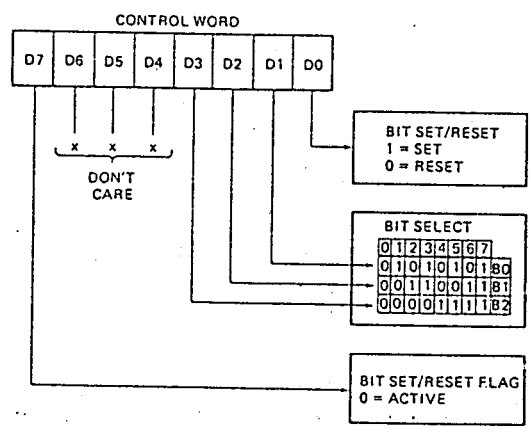 CONTROL WORD
D7 D6 D5 D4 D3 D2 D1 D0
x x x
DON'T
CARE
BIT SET/RESET
1 = SET
0 = RESET
BIT SELECT
0 1 2 3 4 5 6 7
0 1 0 1 0 1 0 1 B0
0 0 1 1 0 0 1 1 B1
0 0 0 0 1 1 1 1 B2
BIT SET/RESET FLAG
0 = ACTIVE